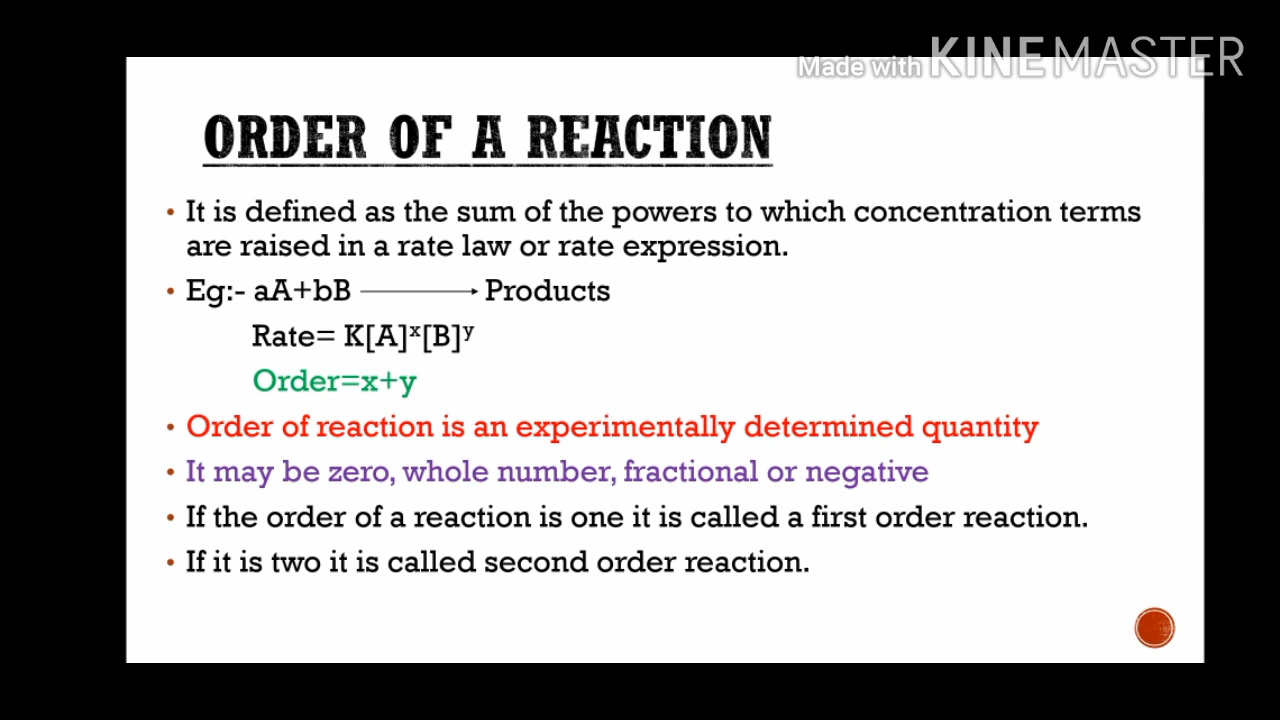 Made with KINEMASTER
ORDER OF A REACTION
• It is defined as the sum of the powers to which concentration terms
are raised in a rate law or rate expression.
• Eg:- aA+bB ⟶ Products
Rate= K[A]ˣ[B]ʸ
Order=x+y
• Order of reaction is an experimentally determined quantity
• It may be zero, whole number, fractional or negative
• If the order of a reaction is one it is called a first order reaction.
• If it is two it is called second order reaction.